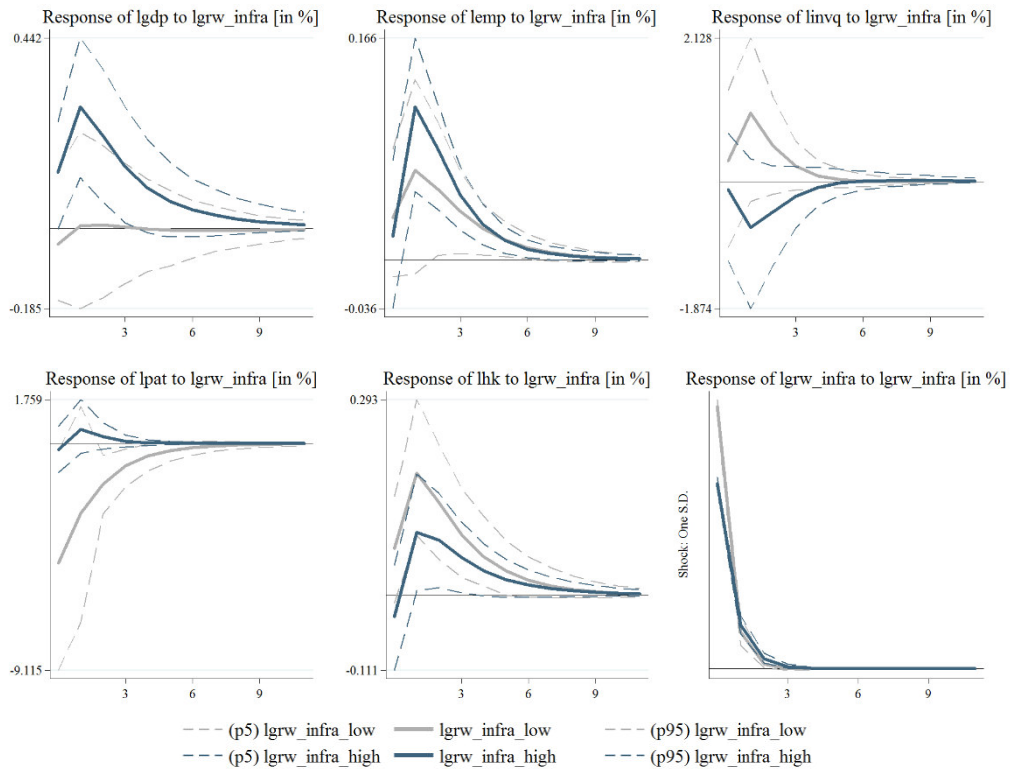 Response of lgdp to lgrw_infra [in %]
0.442
-0.185
3 6 9
Response of lemp to lgrw_infra [in %]
0.166
-0.036
3 6 9
Response of linvq to lgrw_infra [in %]
2.128
-1.874
3 6 9
Response of lpat to lgrw_infra [in %]
1.759
-9.115
3 6 9
Response of lhk to lgrw_infra [in %]
0.293
-0.111
3 6 9
Response of lgrw_infra to lgrw_infra [in %]
Shock: One S.D.
3 6 9
(p5) lgrw_infra_low lgrw_infra_low (p95) lgrw_infra_low
(p5) lgrw_infra_high lgrw_infra_high (p95) lgrw_infra_high